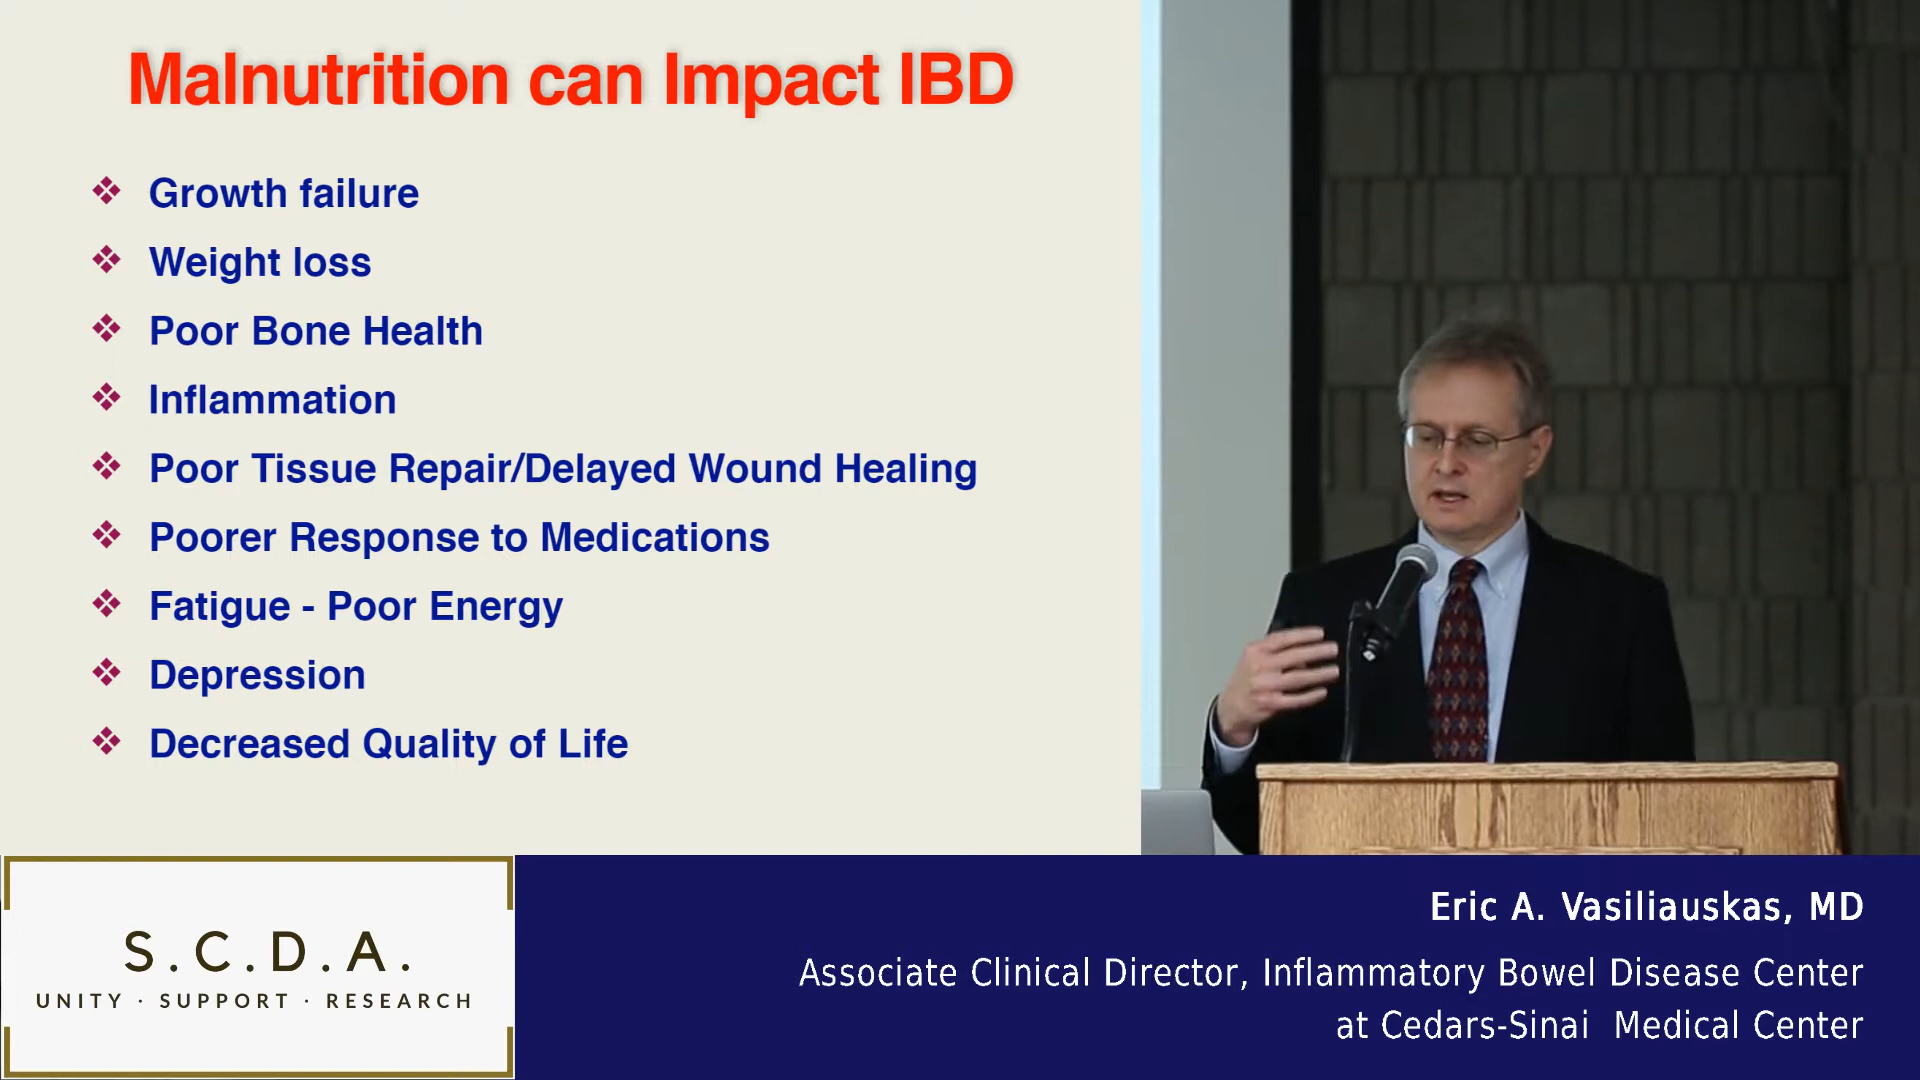 Malnutrition can Impact IBD
❖ Growth failure
❖ Weight loss
❖ Poor Bone Health
❖ Inflammation
❖ Poor Tissue Repair/Delayed Wound Healing
❖ Poorer Response to Medications
❖ Fatigue - Poor Energy
❖ Depression
❖ Decreased Quality of Life
S.C.D.A.
UNITY · SUPPORT · RESEARCH
Eric A. Vasiliauskas, MD
Associate Clinical Director, Inflammatory Bowel Disease Center
at Cedars-Sinai Medical Center